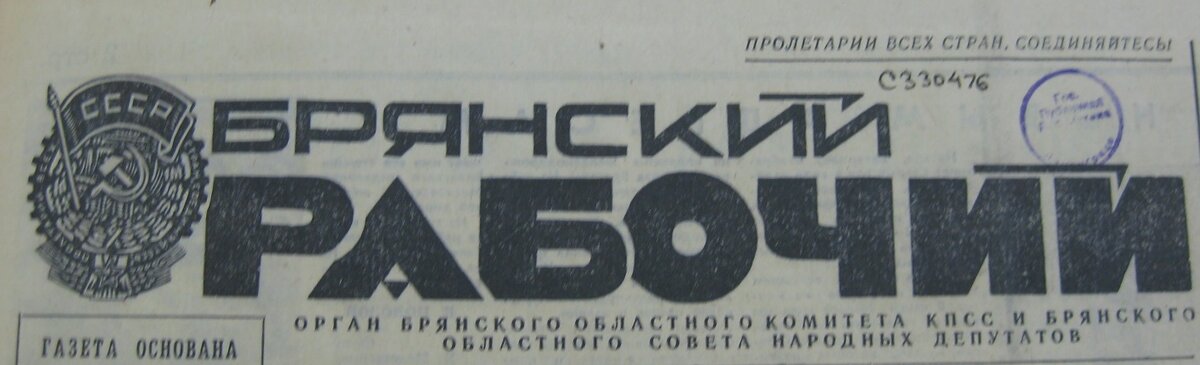 ПРОЛЕТАРИИ ВСЕХ СТРАН, СОЕДИНЯЙТЕСЬ!
С330476
СССР
БРЯНСКИЙ
РАБОЧИЙ
ОРГАН БРЯНСКОГО ОБЛАСТНОГО КОМИТЕТА КПСС И БРЯНСКОГО
ОБЛАСТНОГО СОВЕТА НАРОДНЫХ ДЕПУТАТОВ
ГАЗЕТА ОСНОВАНА